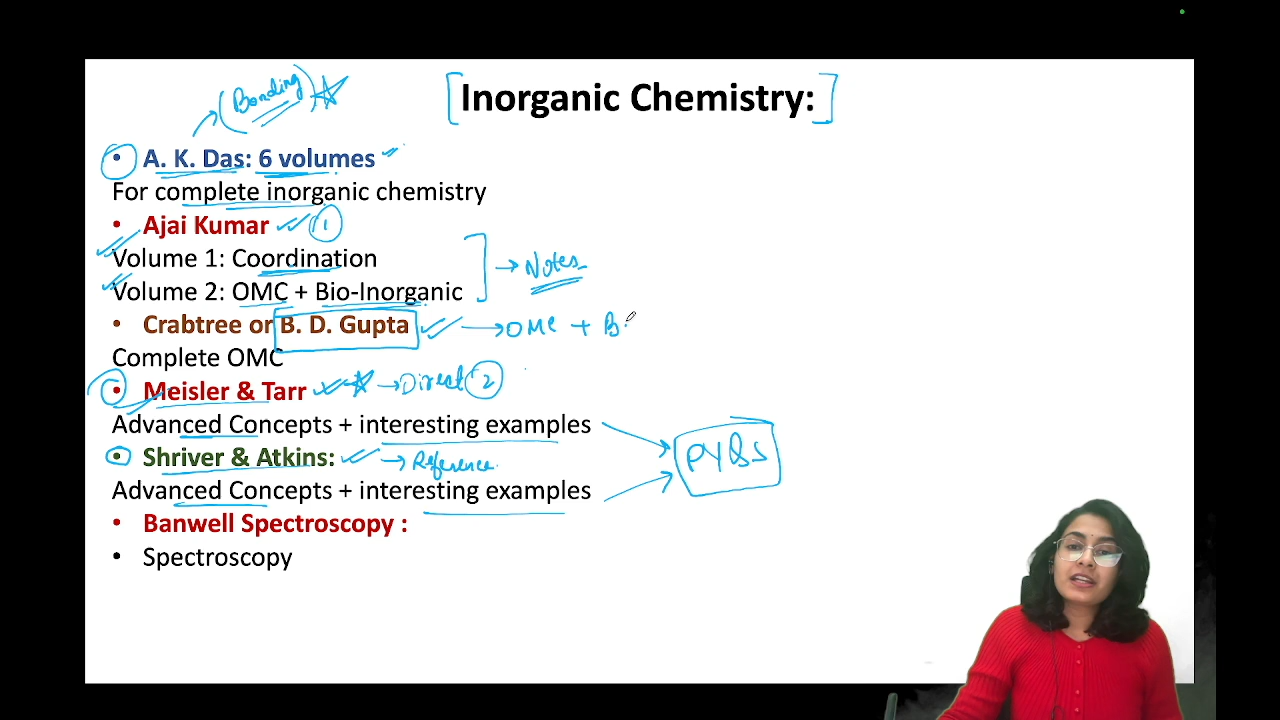 (Bonding)
[Inorganic Chemistry:]
• A. K. Das: 6 volumes
For complete inorganic chemistry
• Ajai Kumar 1
Volume 1: Coordination
→ Notes
Volume 2: OMC + Bio-Inorganic
• Crabtree or B. D. Gupta → OMC + B
Complete OMC
• Meisler & Tarr → Direct 2
Advanced Concepts + interesting examples
• Shriver & Atkins: → Reference
PYQs
Advanced Concepts + interesting examples
• Banwell Spectroscopy :
• Spectroscopy